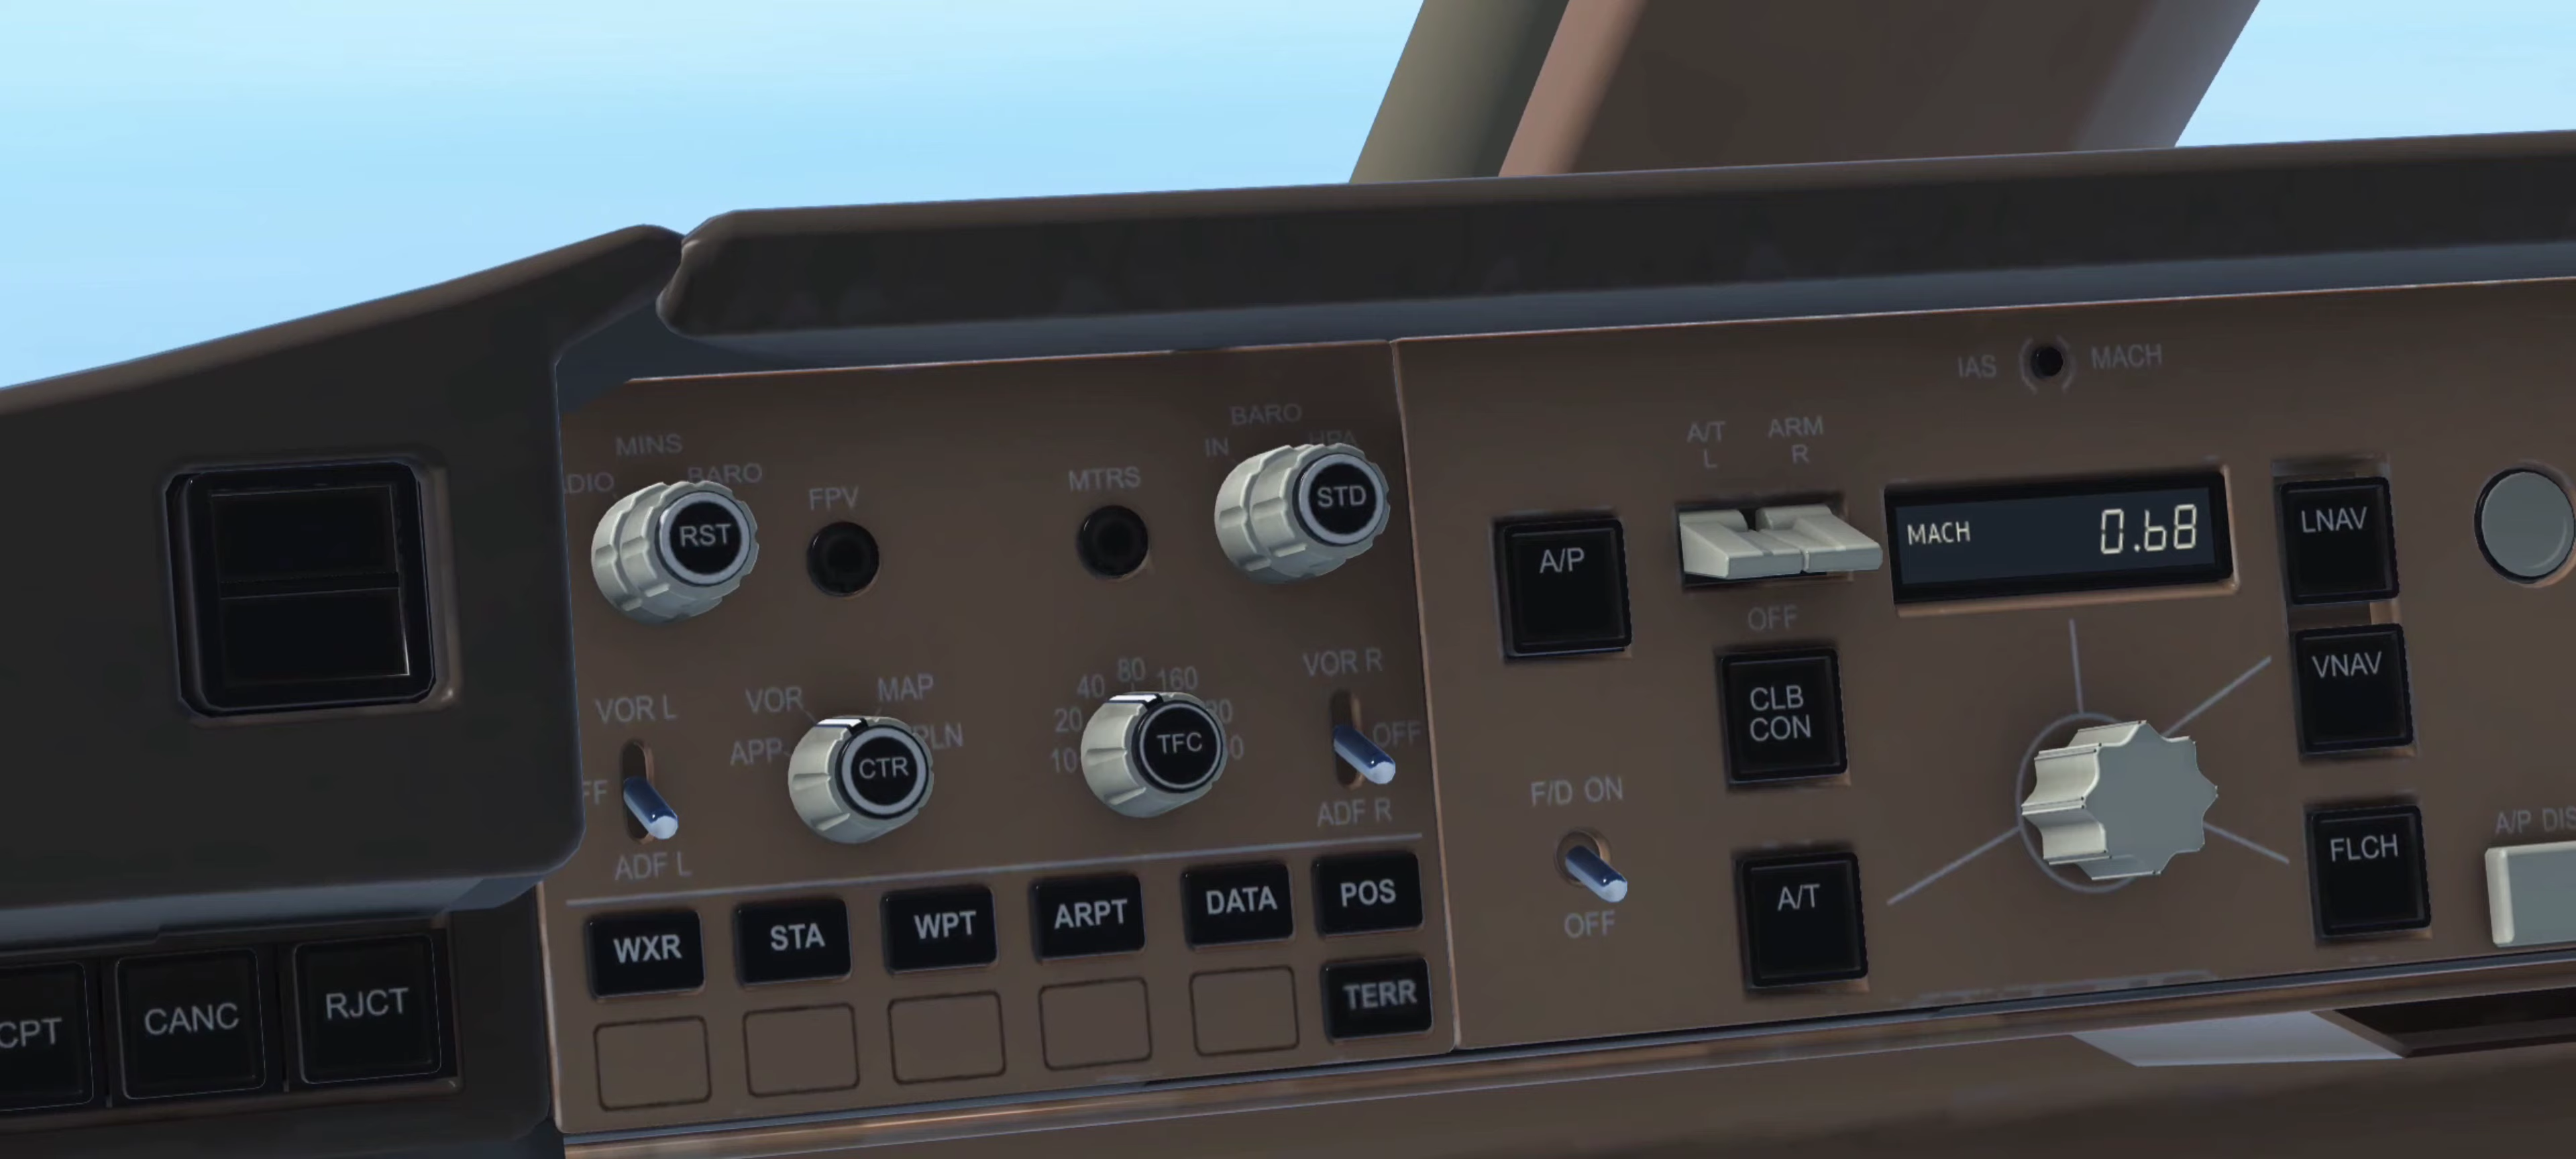 IAS MACH
BARO
IN HPA
MINS
BARO
RST
FPV
MTRS
STD
A/T ARM
L R
A/P
MACH 0.68
LNAV
OFF
VOR L
VOR MAP
APP PLN
CTR
40 80 160
20
10
TFC
VOR R
OFF
ADF R
ADF L
CLB
CON
VNAV
F/D ON
OFF
A/T
FLCH
A/P
WXR STA WPT ARPT DATA POS
TERR
CANC RJCT